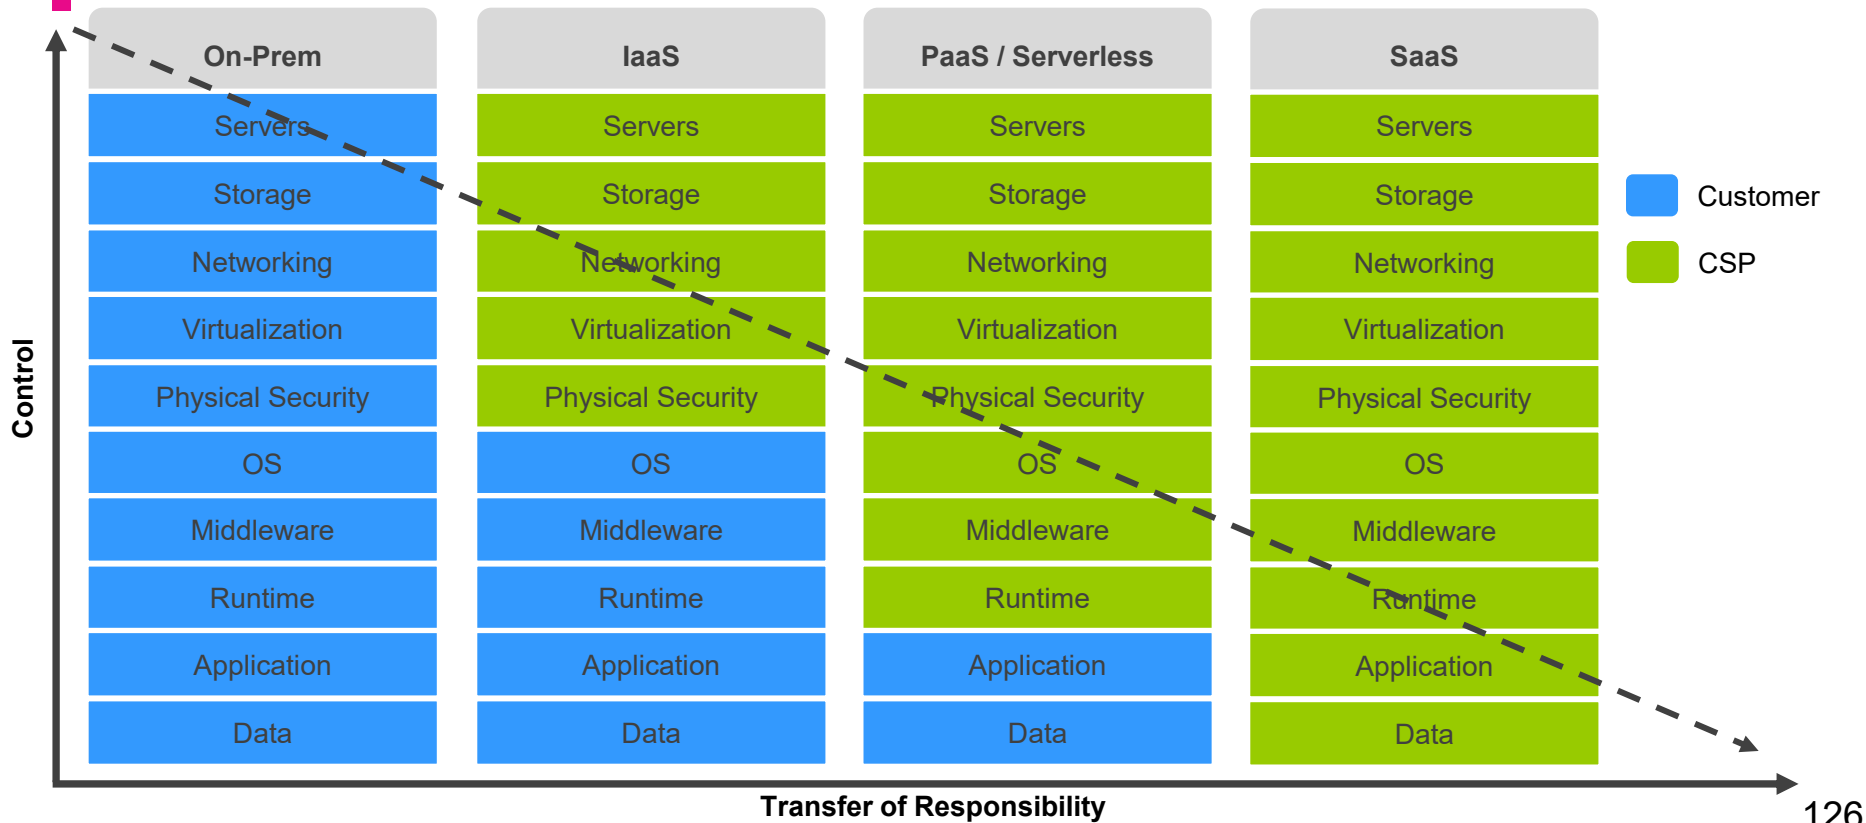 On-Prem
IaaS
PaaS / Serverless
SaaS
Servers
Servers
Servers
Servers
Storage
Storage
Storage
Storage
Networking
Networking
Networking
Networking
Virtualization
Virtualization
Virtualization
Virtualization
Physical Security
Physical Security
Physical Security
Physical Security
OS
OS
OS
OS
Middleware
Middleware
Middleware
Middleware
Runtime
Runtime
Runtime
Runtime
Application
Application
Application
Application
Data
Data
Data
Data
Customer
CSP
Control
Transfer of Responsibility
126